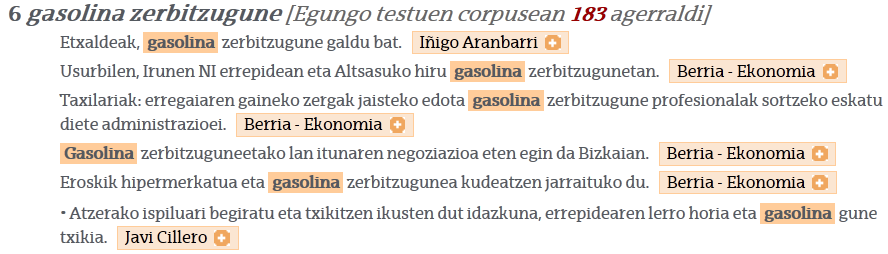 6 gasolina zerbitzugune [Egungo testuen corpusean 183 agerraldi]
Etxaldeak, gasolina zerbitzugune galdu bat. Iñigo Aranbarri
Usurbilen, Irunen NI errepidean eta Altsasuko hiru gasolina zerbitzugunetan. Berria - Ekonomia
Taxilariak: erregaiaren gaineko zergak jaisteko edota gasolina zerbitzugune profesionalak sortzeko eskatu
diete administrazioei. Berria - Ekonomia
Gasolina zerbitzuguneetako lan itunaren negoziazioa eten egin da Bizkaian. Berria - Ekonomia
Eroskik hipermerkatua eta gasolina zerbitzugunea kudeatzen jarraituko du. Berria - Ekonomia
• Atzerako ispiluari begiratu eta txikitzen ikusten dut idazkuna, errepidearen lerro horia eta gasolina gune
txikia. Javi Cillero